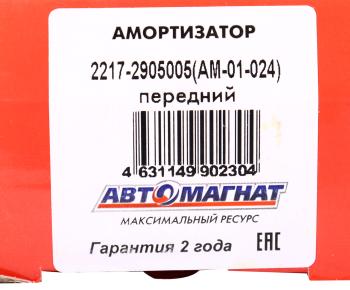 АМОРТИЗАТОР
2217-2905005(АМ-01-024)
передний
4 631149 902304
АВТОМАГНАТ
МАКСИМАЛЬНЫЙ РЕСУРС
Гарантия 2 года ЕАС